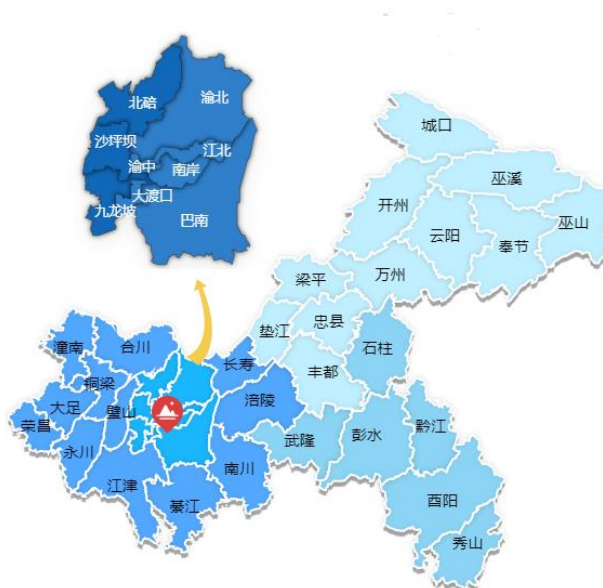 北碚
渝北
沙坪坝
江北
渝中
南岸
大渡口
九龙坡
巴南
城口
巫溪
开州
云阳
奉节
巫山
万州
梁平
忠县
垫江
石柱
丰都
潼南
合川
长寿
铜梁
涪陵
大足
璧山
荣昌
永川
武隆
彭水
黔江
南川
江津
綦江
酉阳
秀山